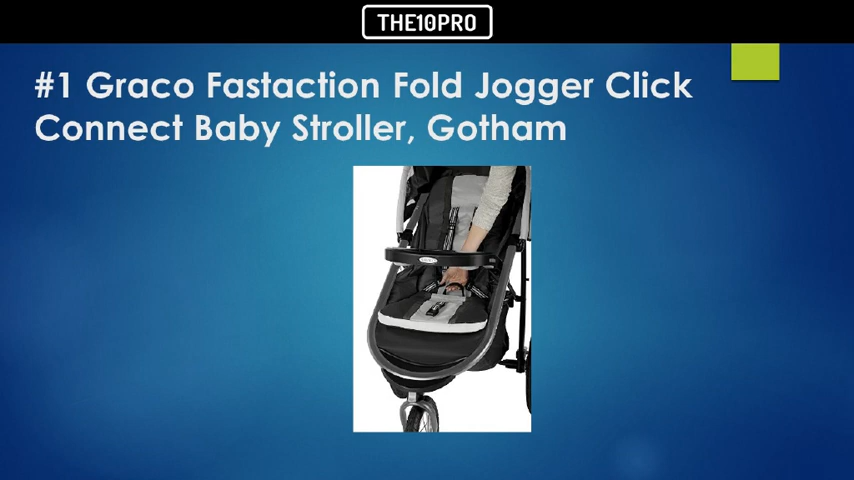 THE10PRO
#1 Graco Fastaction Fold Jogger Click
Connect Baby Stroller, Gotham